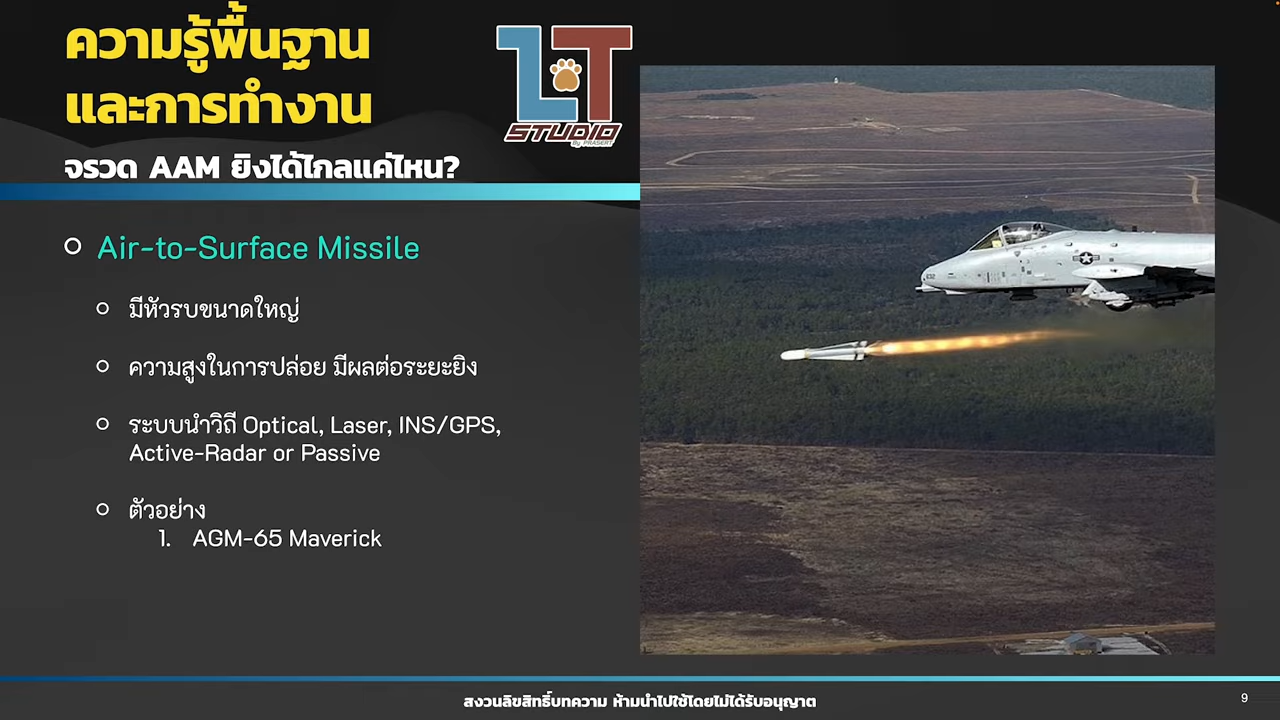 ความรู้พื้นฐาน
และการทำงาน
จรวด AAM ยิงได้ไกลแค่ไหน?
LT
STUDIO
By PRASERT
Air-to-Surface Missile
มีหัวรบขนาดใหญ่
ความสูงในการปล่อย มีผลต่อระยะยิง
ระบบนำวิถี Optical, Laser, INS/GPS,
Active-Radar or Passive
ตัวอย่าง
1. AGM-65 Maverick
สงวนลิขสิทธิ์บทความ ห้ามนำไปใช้โดยไม่ได้รับอนุญาต
9